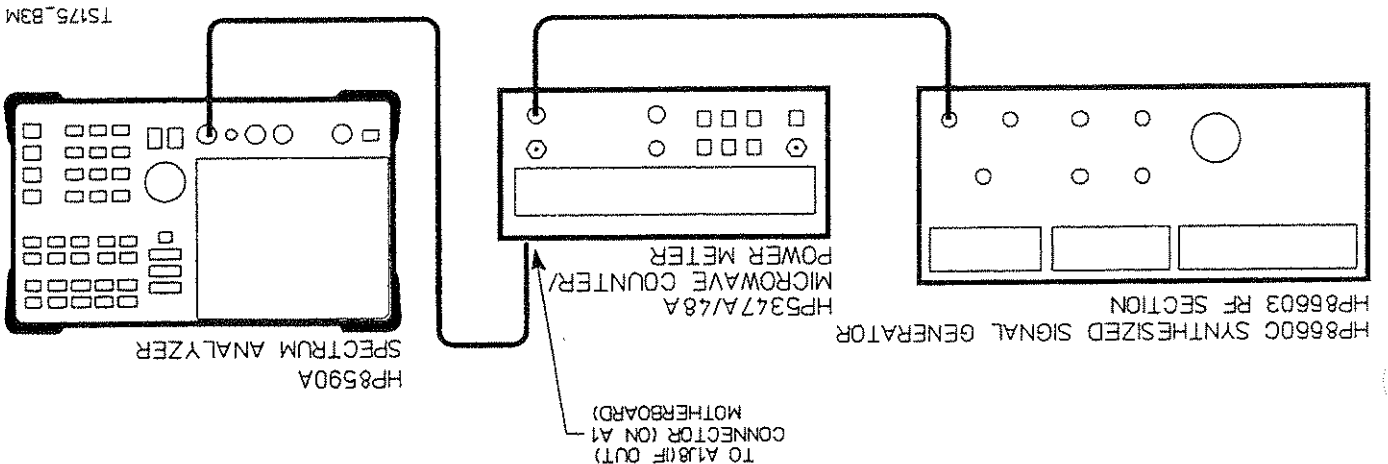 TO A1J8(IF OUT)
CONNECTOR (ON A1
MOTHERBOARD)
HP8660C SYNTHESIZED SIGNAL GENERATOR
HP86603 RF SECTION
HP5347A/48A
MICROWAVE COUNTER/
POWER METER
HP8590A
SPECTRUM ANALYZER
TS175_B3M